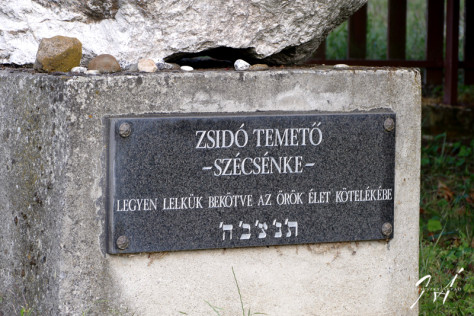 ZSIDÓ TEMETŐ
–SZÉCSÉNKE–
LEGYEN LELKÜK BEKÖTVE AZ ÖRÖK ÉLET KÖTELÉKÉBE
ת'נ'צ'ב'ה'